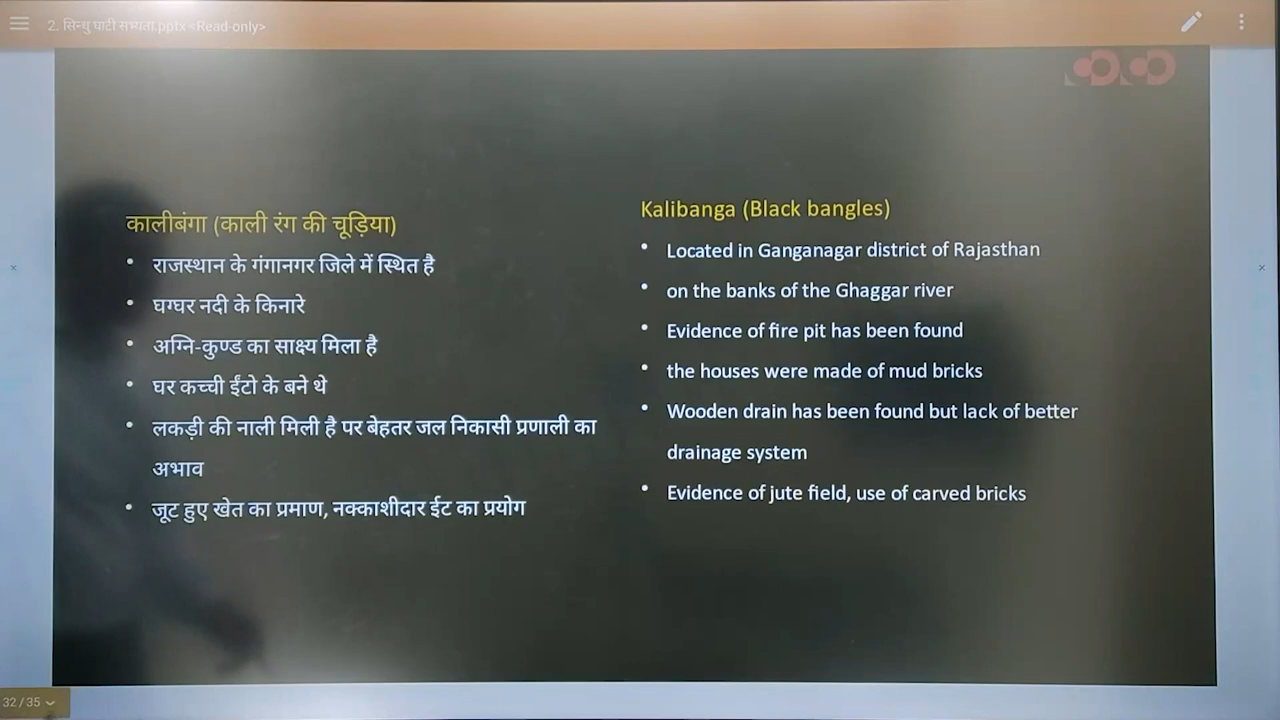 2. सिन्धु घाटी सभ्यता.pptx <Read-only>
कालीबंगा (काली रंग की चूड़िया)
• राजस्थान के गंगानगर जिले में स्थित है
• घग्घर नदी के किनारे
• अग्नि-कुण्ड का साक्ष्य मिला है
• घर कच्ची ईंटो के बने थे
• लकड़ी की नाली मिली है पर बेहतर जल निकासी प्रणाली का
अभाव
• जूट हुए खेत का प्रमाण, नक्काशीदार ईट का प्रयोग
Kalibanga (Black bangles)
• Located in Ganganagar district of Rajasthan
• on the banks of the Ghaggar river
• Evidence of fire pit has been found
• the houses were made of mud bricks
• Wooden drain has been found but lack of better
drainage system
• Evidence of jute field, use of carved bricks
32 / 35